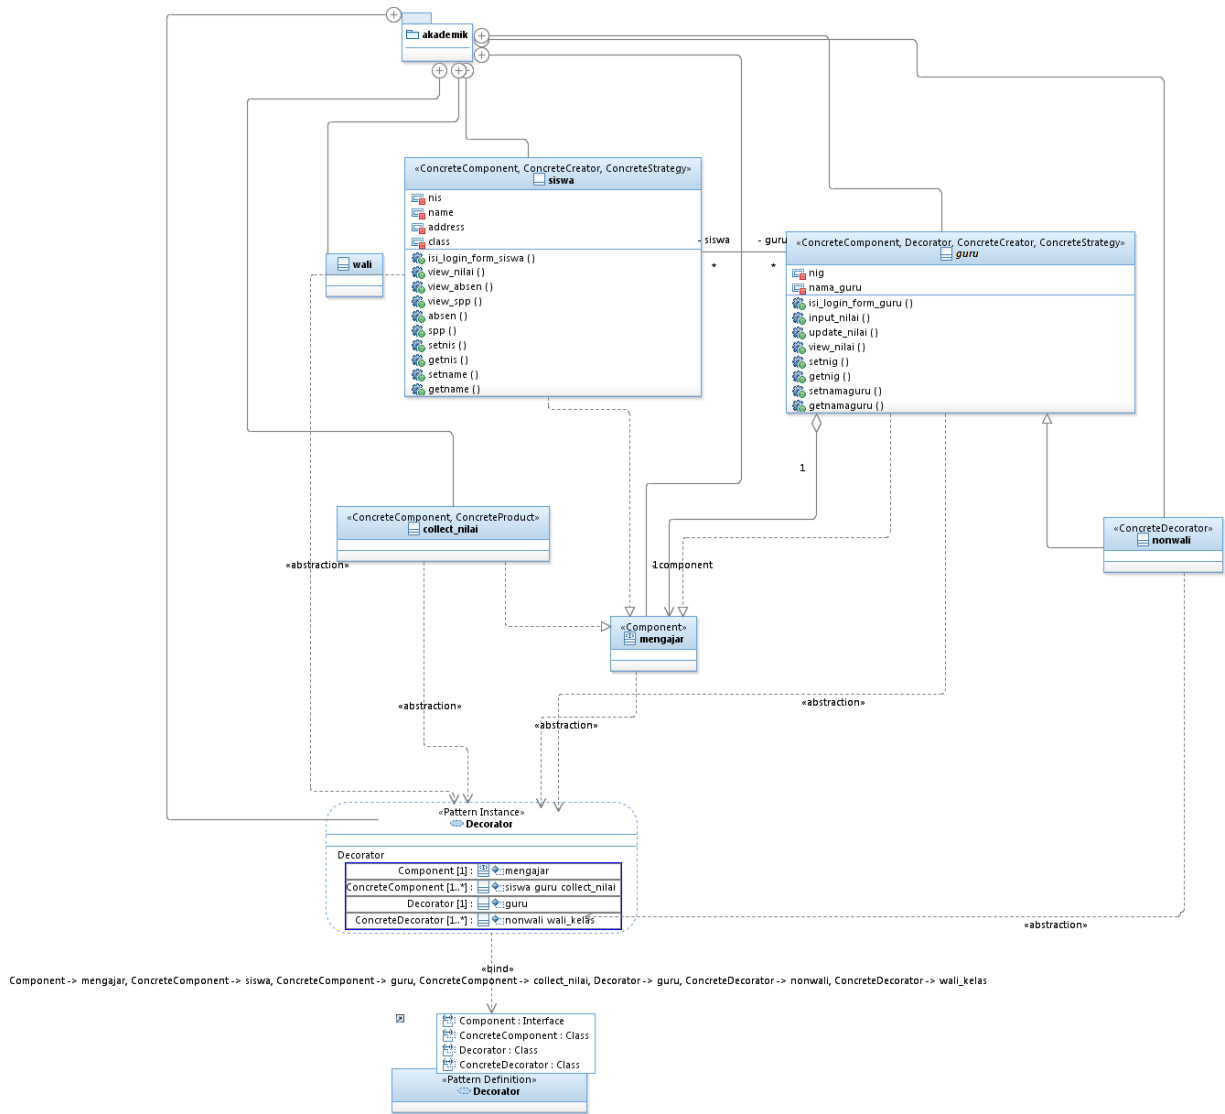 akademik
«ConcreteComponent, ConcreteCreator, ConcreteStrategy»
siswa
nis
name
address
class
isi_login_form_siswa ()
view_nilai ()
view_absen ()
view_spp ()
absen ()
spp ()
setnis ()
getnis ()
setname ()
getname ()
- siswa
*
- guru
*
«ConcreteComponent, Decorator, ConcreteCreator, ConcreteStrategy»
guru
nig
nama_guru
isi_login_form_guru ()
input_nilai ()
update_nilai ()
view_nilai ()
setnig ()
getnig ()
setnamaguru ()
getnamaguru ()
wali
1
«ConcreteComponent, ConcreteProduct»
collect_nilai
«ConcreteDecorator»
nonwali
«abstraction»
-component
1
«Component»
mengajar
«abstraction»
«abstraction»
«abstraction»
«Pattern Instance»
Decorator
Decorator
Component [1] : mengajar
ConcreteComponent [1..*] : siswa guru collect_nilai
Decorator [1] : guru
ConcreteDecorator [1..*] : nonwali wali_kelas
«abstraction»
«bind»
Component -> mengajar, ConcreteComponent -> siswa, ConcreteComponent -> guru, ConcreteComponent -> collect_nilai, Decorator -> guru, ConcreteDecorator -> nonwali, ConcreteDecorator -> wali_kelas
Component : Interface
ConcreteComponent : Class
Decorator : Class
ConcreteDecorator : Class
«Pattern Definition»
Decorator